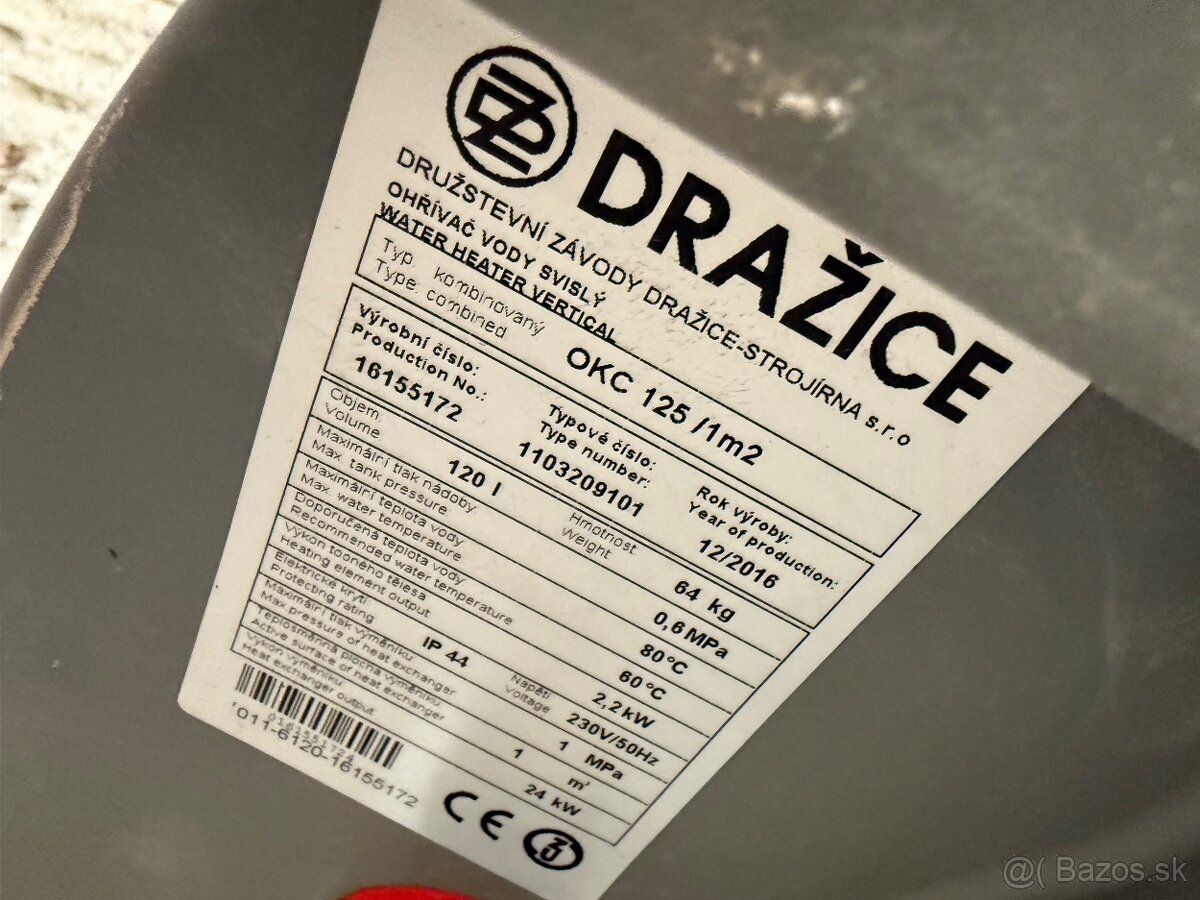 DRAŽICE
DRUŽSTEVNÍ ZÁVODY DRAŽICE-STROJÍRNA s.r.o
OHŘÍVAČ VODY SVISLÝ
WATER HEATER VERTICAL
Typ. kombinovaný
Type. combined
OKC 125 /1m2
Výrobní číslo:
Production No.:
16155172
Typové číslo:
Type number:
1103209101
Rok výroby:
Year of production:
12/2016
Objem
Volume
120 l
Hmotnost
Weight
64 kg
Maximální tlak nádoby
Max. tank pressure
0,6 MPa
Maximální teplota vody
Max. water temperature
80°C
Doporučená teplota vody
Recommended water temperature
60°C
Výkon topného tělesa
Heating element output
2,2 kW
Elektrické krytí
Protecting rating
IP 44
Napětí
Voltage
230V/50Hz
Maximální tlak výměníku
Max pressure of heat exchanger
1 MPa
Teplosměnná plocha výměníku
Active surface of heat exchanger
1 m²
Výkon výměníku
Heat exchanger output
24 kW
'011-6120-16155172
CE
@( Bazos.sk